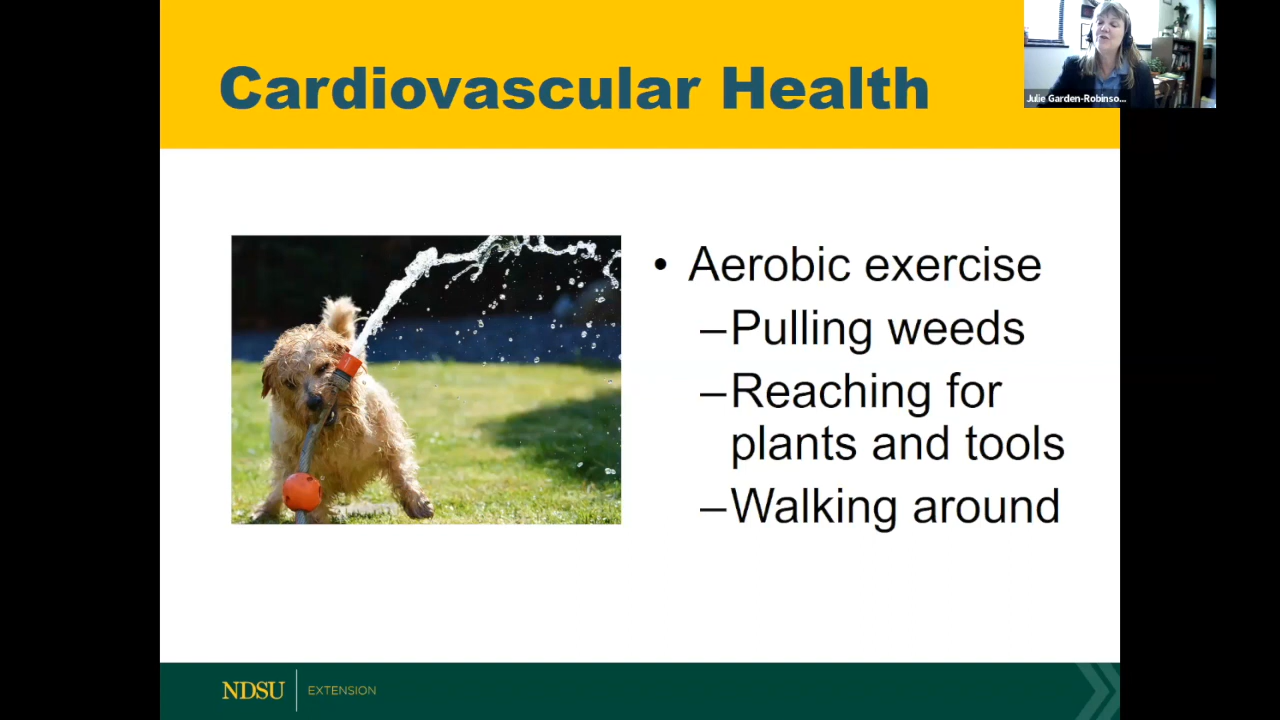 Cardiovascular Health
Julie Garden-Robinso...
• Aerobic exercise
–Pulling weeds
–Reaching for
plants and tools
–Walking around
NDSU EXTENSION